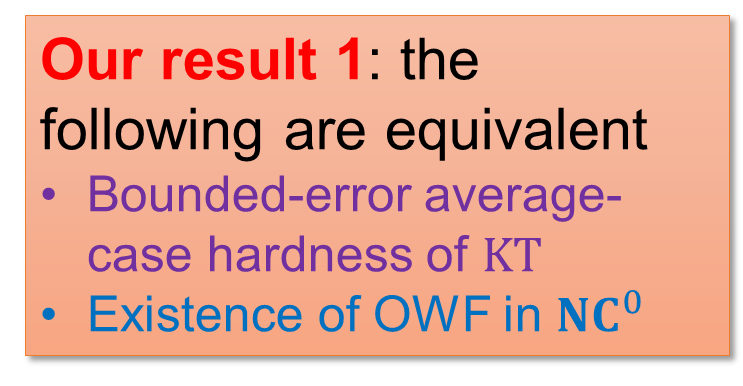 Our result 1: the
following are equivalent
• Bounded-error average-
case hardness of KT
• Existence of OWF in NC⁰